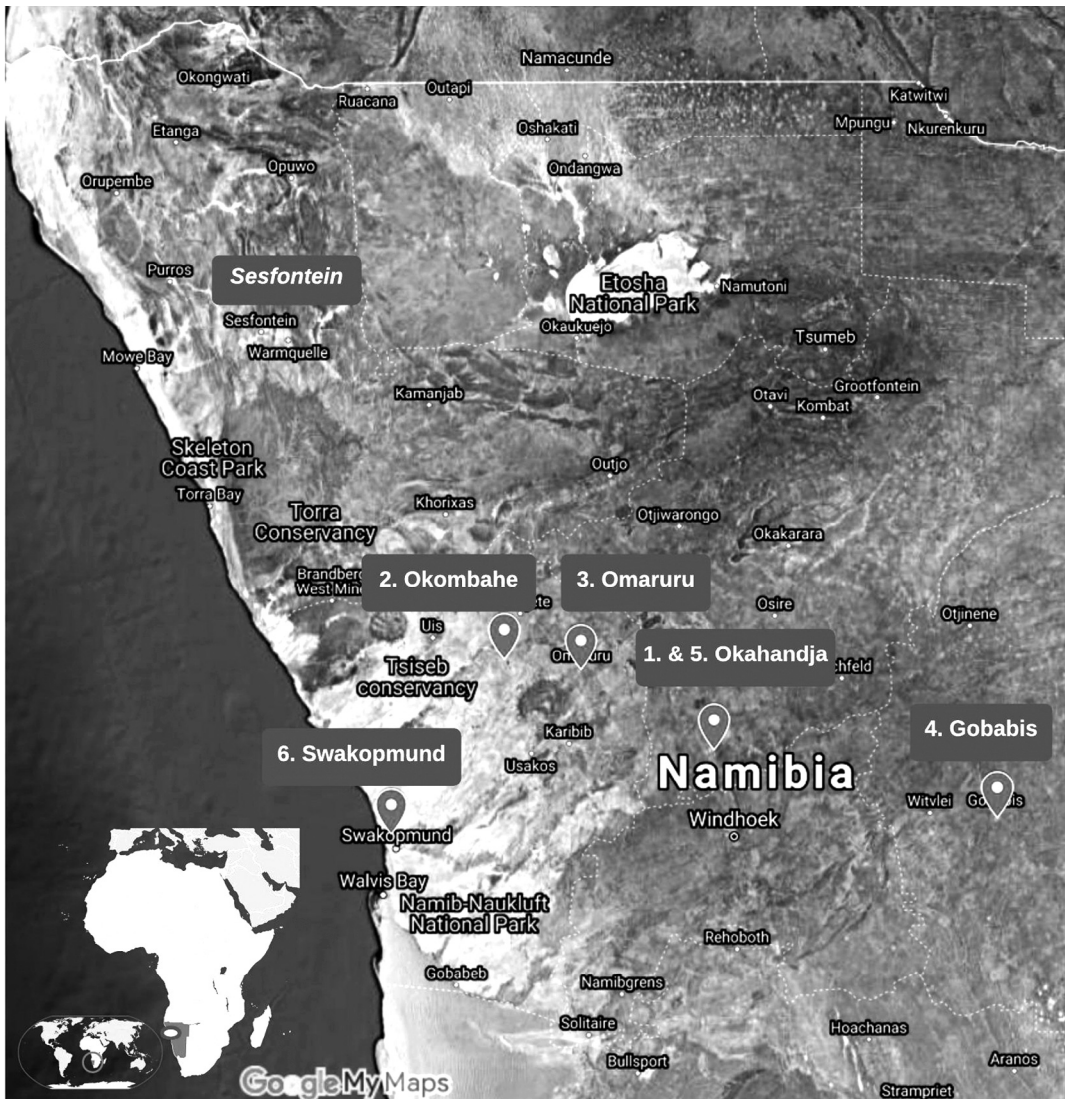 Namacunde
Okongwati
Ruacana
Outapi
Katwitwi
Mpungu
Nkurenkuru
Etanga
Oshakati
Opuwo
Ondangwa
Orupembe
Purros
Sesfontein
Etosha
National Park
Namutoni
Okaukuejo
Sesfontein
Warmquelle
Mowe Bay
Tsumeb
Kamanjab
Otavi
Grootfontein
Kombat
Skeleton
Coast Park
Torra Bay
Outjo
Khorixas
Torra
Conservancy
Otjiwarongo
Okakarara
2. Okombahe
3. Omaruru
Uis
Osire
Otjinene
1. & 5. Okahandja
Tsiseb
conservancy
4. Gobabis
6. Swakopmund
Karibib
Usakos
Namibia
Witvlei
Windhoek
Swakopmund
Walvis Bay
Namib-Naukluft
National Park
Rehoboth
Gobabeb
Namibgrens
Solitaire
Hoachanas
Bullsport
Aranos
Strampriet
Google My Maps